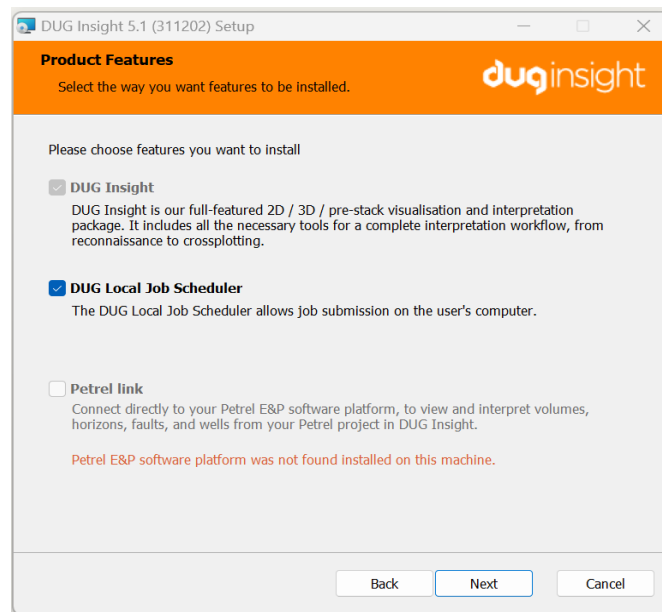 DUG Insight 5.1 (311202) Setup
Product Features
Select the way you want features to be installed.
duginsight
Please choose features you want to install
DUG Insight
DUG Insight is our full-featured 2D / 3D / pre-stack visualisation and interpretation
package. It includes all the necessary tools for a complete interpretation workflow, from
reconnaissance to crossplotting.
DUG Local Job Scheduler
The DUG Local Job Scheduler allows job submission on the user's computer.
Petrel link
Connect directly to your Petrel E&P software platform, to view and interpret volumes,
horizons, faults, and wells from your Petrel project in DUG Insight.
Petrel E&P software platform was not found installed on this machine.
Back Next Cancel